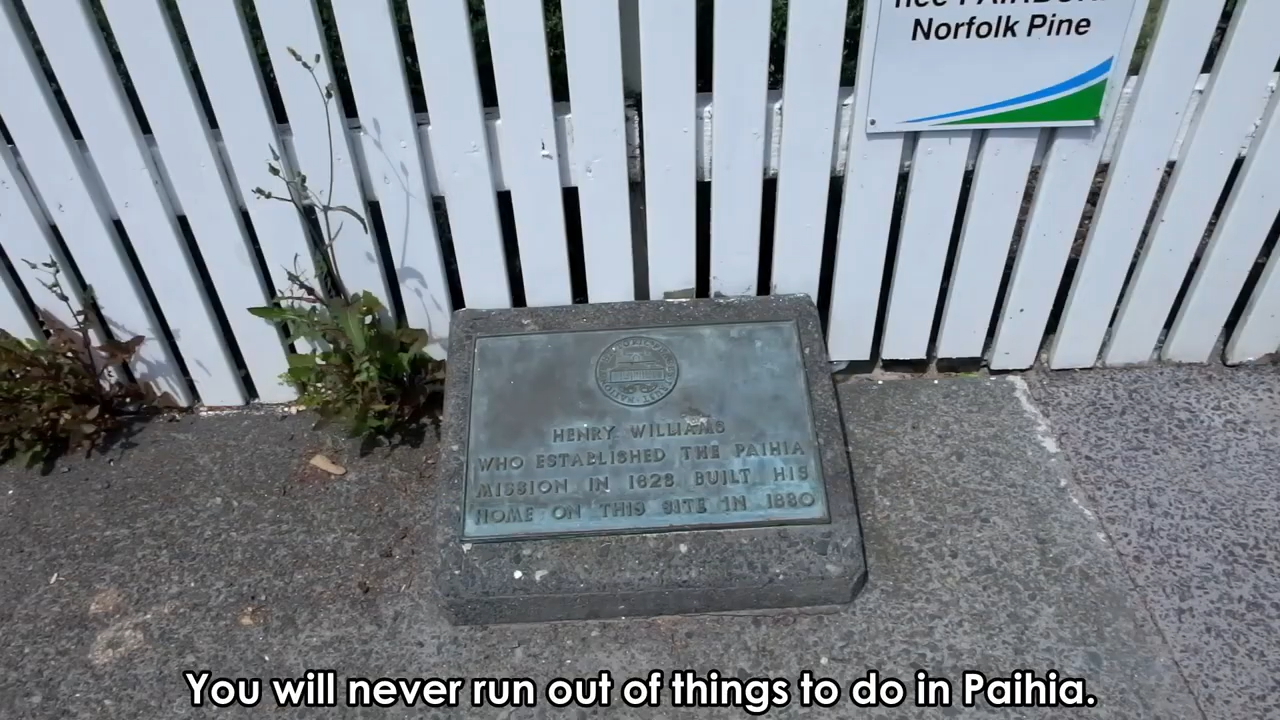 Norfolk Pine
HENRY WILLIAMS
WHO ESTABLISHED THE PAIHIA
MISSION IN 1823 BUILT HIS
HOME ON THIS SITE IN 1830
You will never run out of things to do in Paihia.